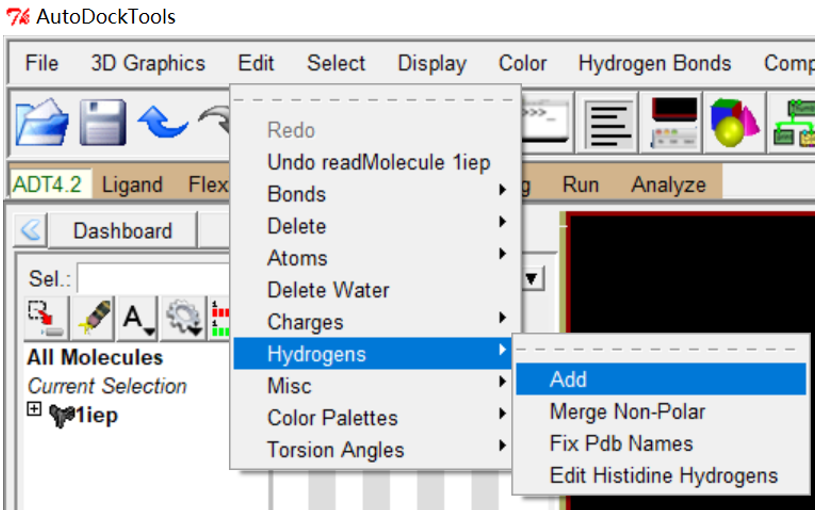 AutoDockTools
File 3D Graphics Edit Select Display Color Hydrogen Bonds Comp
>>>_
ADT4.2 Ligand Flex g Run Analyze
Dashboard
Sel.:
A
All Molecules
Current Selection
1iep
Redo
Undo readMolecule 1iep
Bonds
Delete
Atoms
Delete Water
Charges
Hydrogens
Misc
Color Palettes
Torsion Angles
Add
Merge Non-Polar
Fix Pdb Names
Edit Histidine Hydrogens